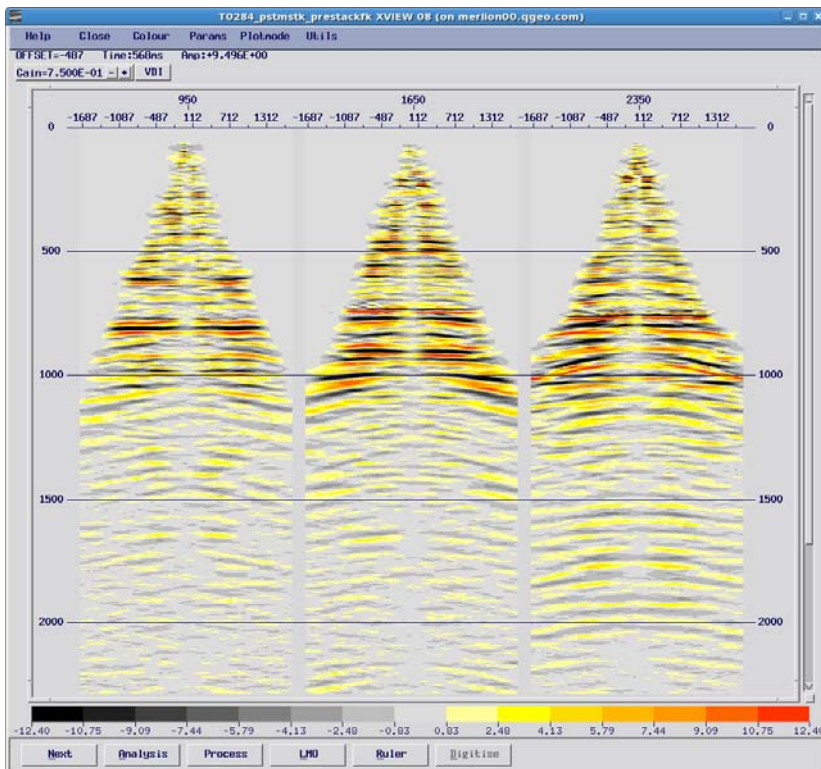 T0284_pstmstk_prestackfk XVIEW 08 (on merlion00.qgeo.com)
Help Close Colour Params Plotmode Utils
OFFSET=-487 Time:568ms Amp:+9.496E+00
Gain=7.500E-01 - + VDI
950 1650 2350
-1687 -1087 -487 112 712 1312 -1687 -1087 -487 112 712 1312 -1687 -1087 -487 112 712 1312
0 0
500 500
1000 1000
1500 1500
2000 2000
-12.40 -10.75 -9.09 -7.44 -5.79 -4.13 -2.48 -0.83 0.83 2.48 4.13 5.79 7.44 9.09 10.75 12.40
Next Analysis Process LMO Ruler Digitise